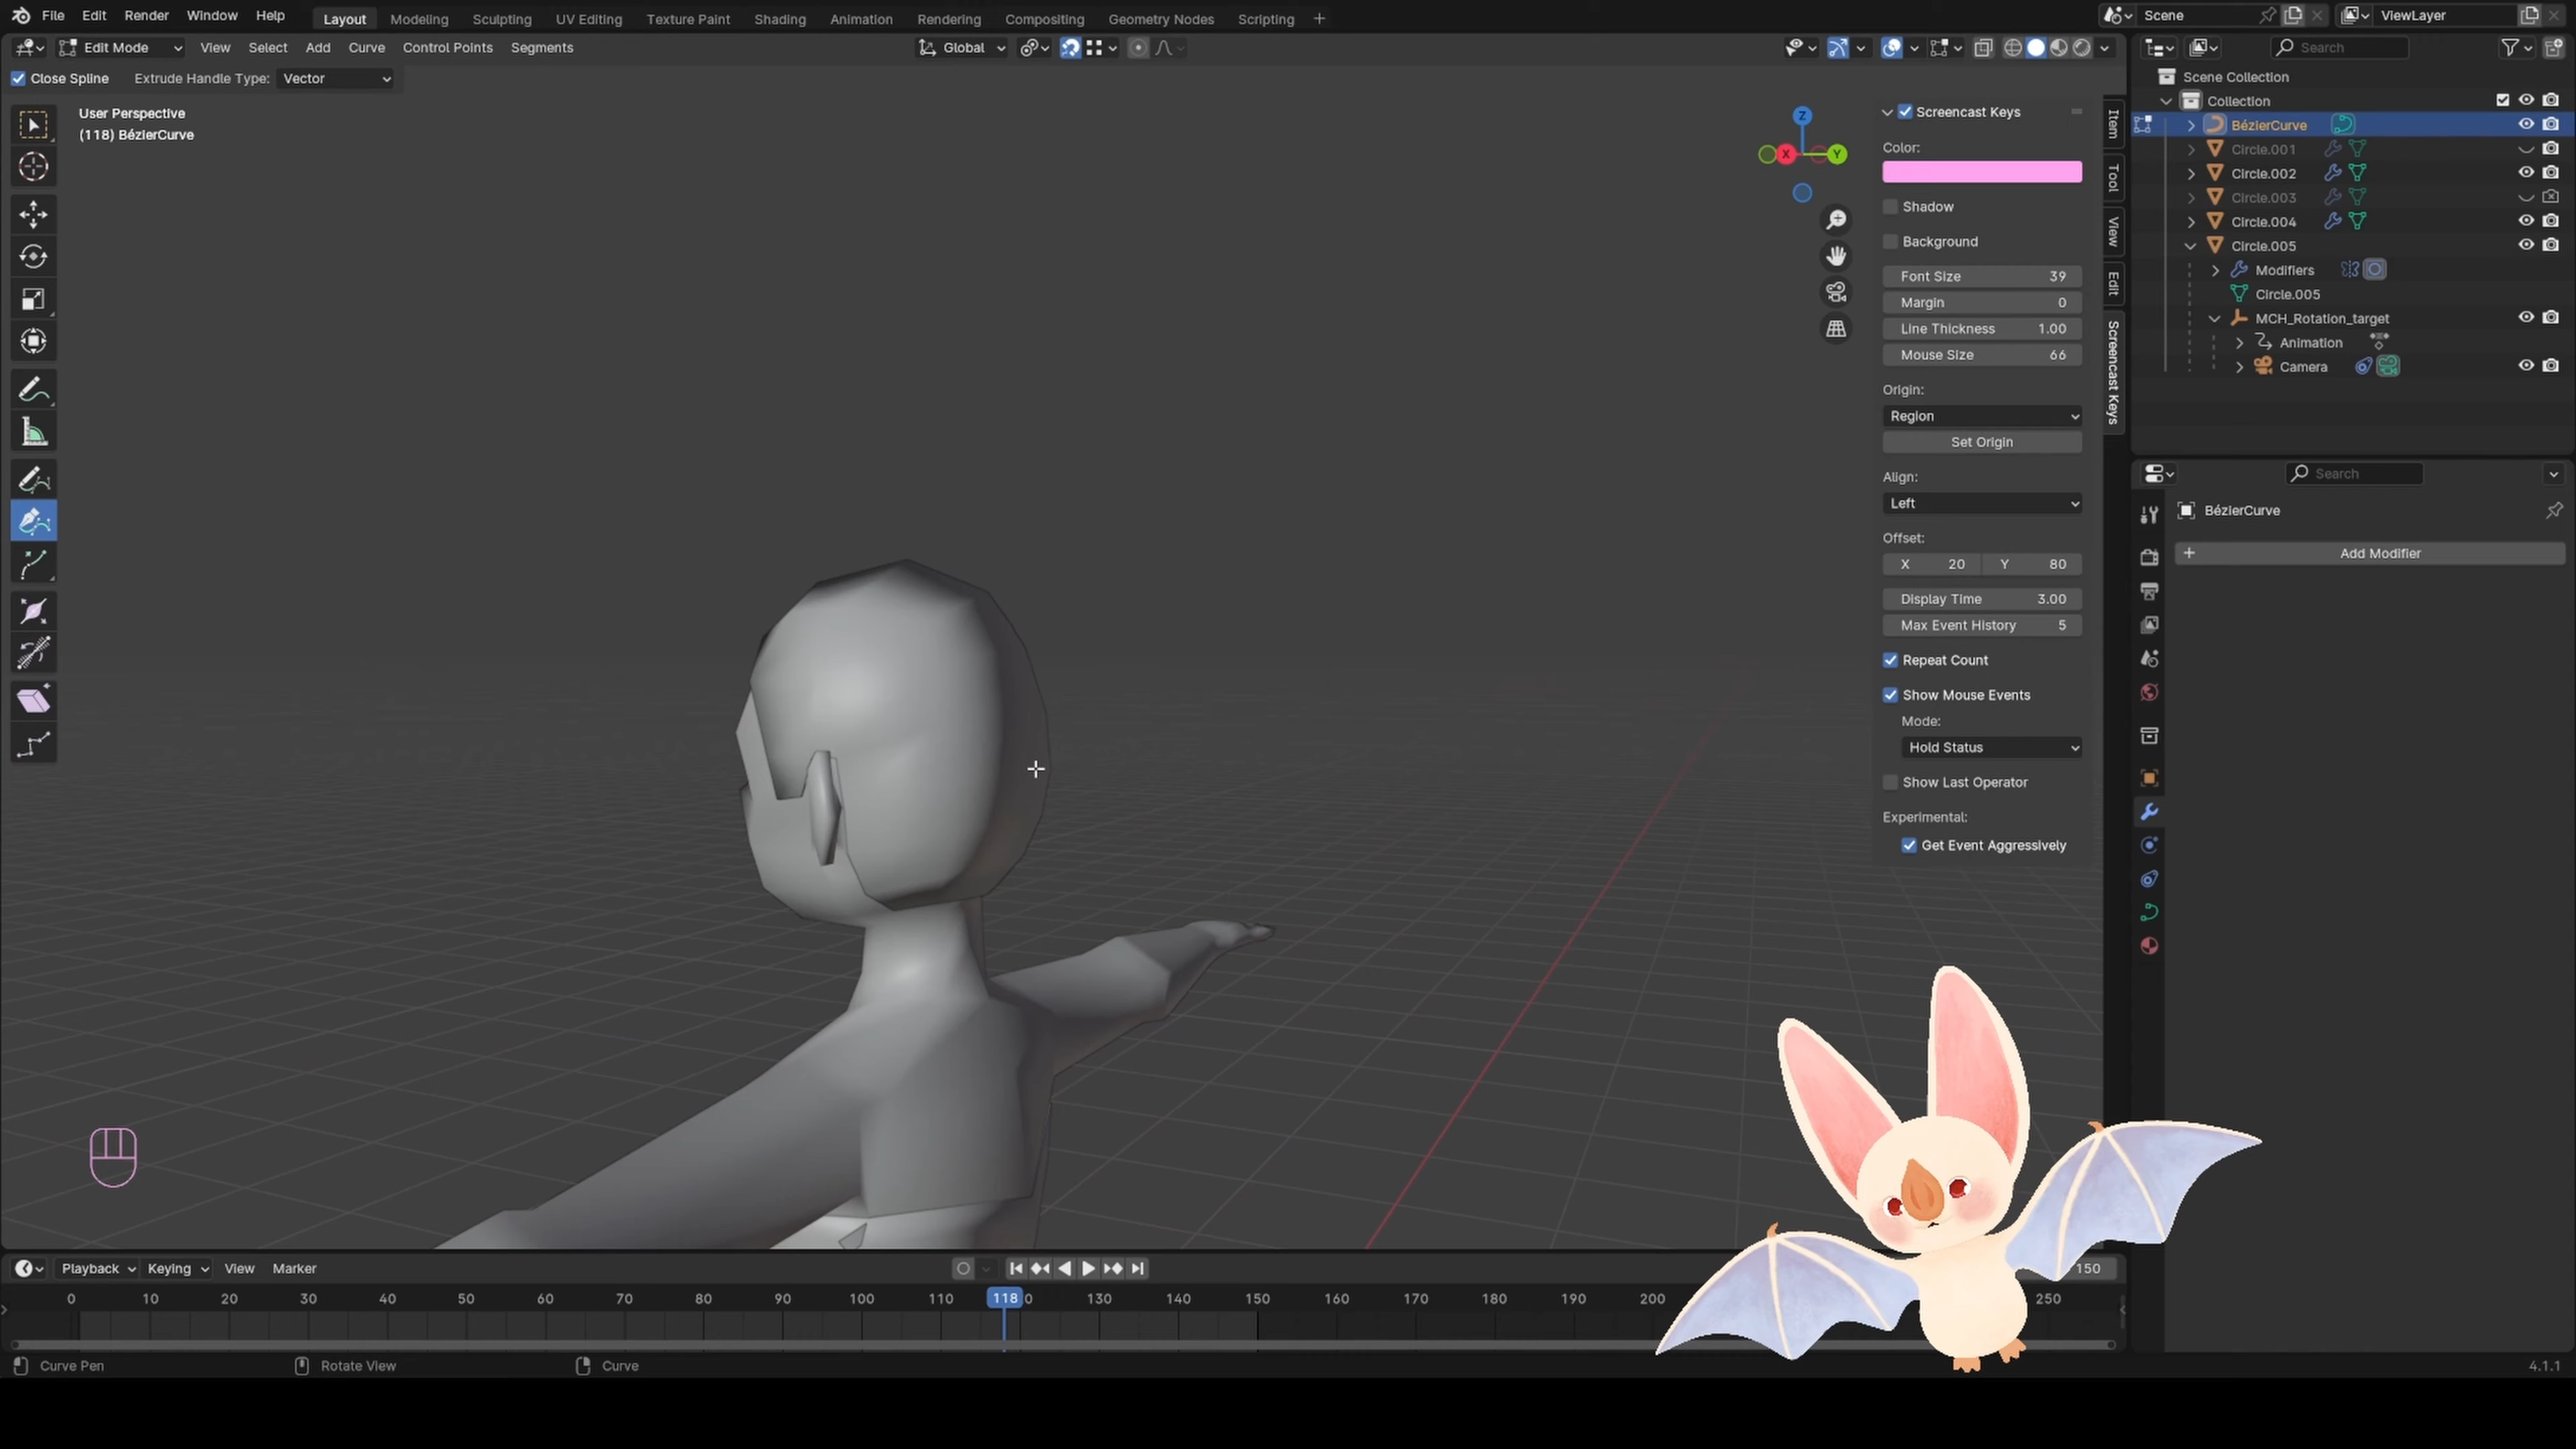 File Edit Render Window Help Layout Modeling Sculpting UV Editing Texture Paint Shading Animation Rendering Compositing Geometry Nodes Scripting + Scene ViewLayer
Edit Mode View Select Add Curve Control Points Segments Global Search
Close Spline Extrude Handle Type: Vector
User Perspective
(118) BézierCurve
Z
X
Y
Screencast Keys
Color:
Shadow
Background
Font Size 39
Margin 0
Line Thickness 1.00
Mouse Size 66
Origin:
Region
Set Origin
Align:
Left
Offset:
X 20 Y 80
Display Time 3.00
Max Event History 5
Repeat Count
Show Mouse Events
Mode:
Hold Status
Show Last Operator
Experimental:
Get Event Aggressively
Item
Tool
View
Edit
Screencast Keys
Scene Collection
Collection
BézierCurve
Circle.001
Circle.002
Circle.003
Circle.004
Circle.005
Modifiers
Circle.005
MCH_Rotation_target
Animation
Camera
Search
BézierCurve
+ Add Modifier
Playback Keying View Marker 150
0 10 20 30 40 50 60 70 80 90 100 110 118 0 130 140 150 160 170 180 190 200 250
Curve Pen Rotate View Curve 4.1.1